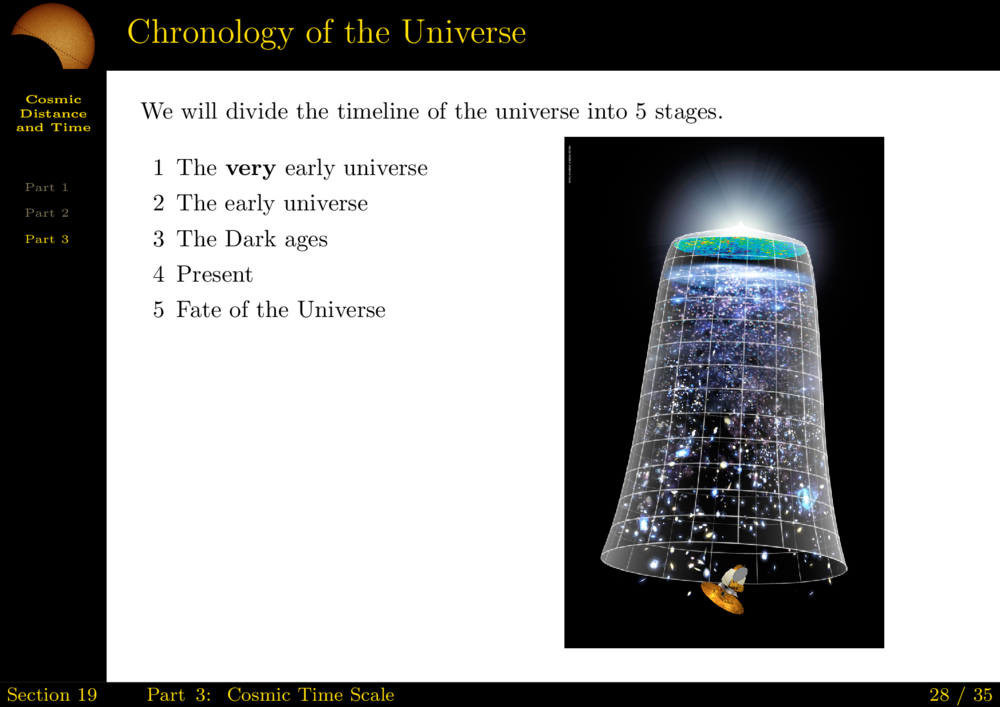 Chronology of the Universe
Cosmic
Distance
and Time
Part 1
Part 2
Part 3
We will divide the timeline of the universe into 5 stages.
1 The very early universe
2 The early universe
3 The Dark ages
4 Present
5 Fate of the Universe
Section 19
Part 3: Cosmic Time Scale
28 / 35